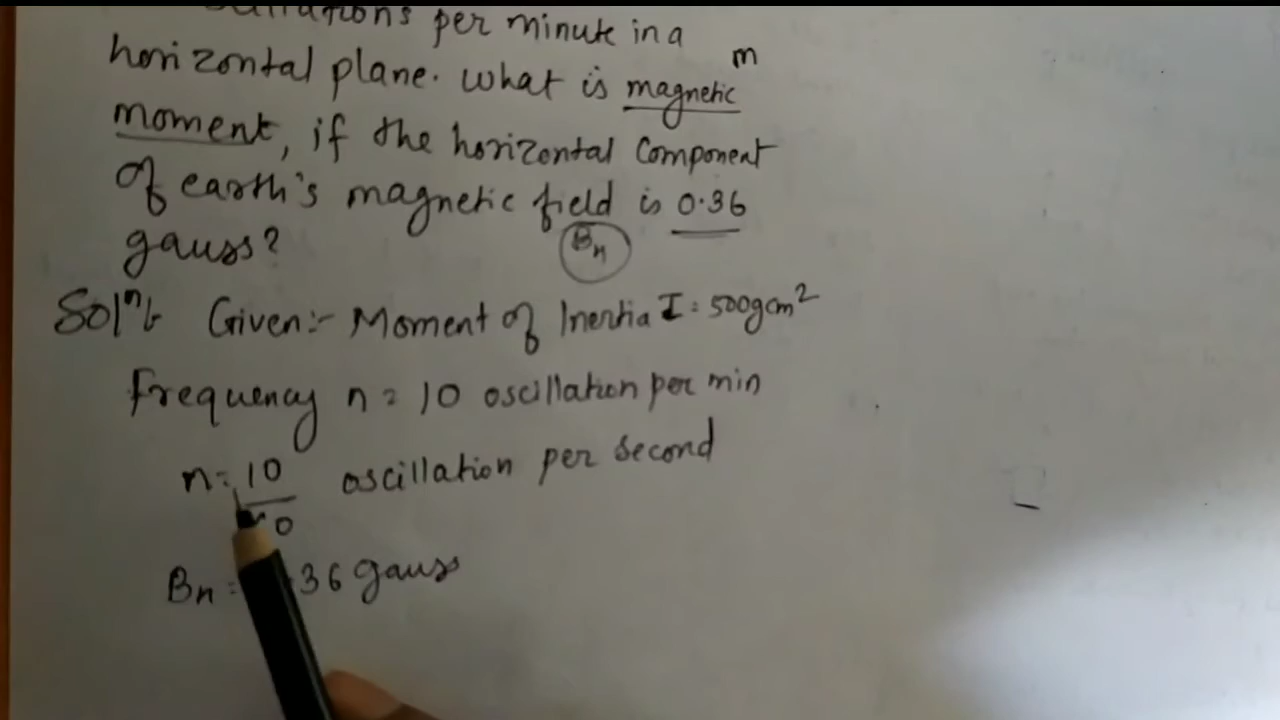 per minute in a
horizontal plane. What is magnetic m
moment, if the horizontal component
of earth's magnetic field is 0.36
gauss? BH
Solⁿ:- Given:- Moment of Inertia I = 500gcm²
Frequency n = 10 oscillation per min
n = 10 oscillation per second
BH = 36 gauss